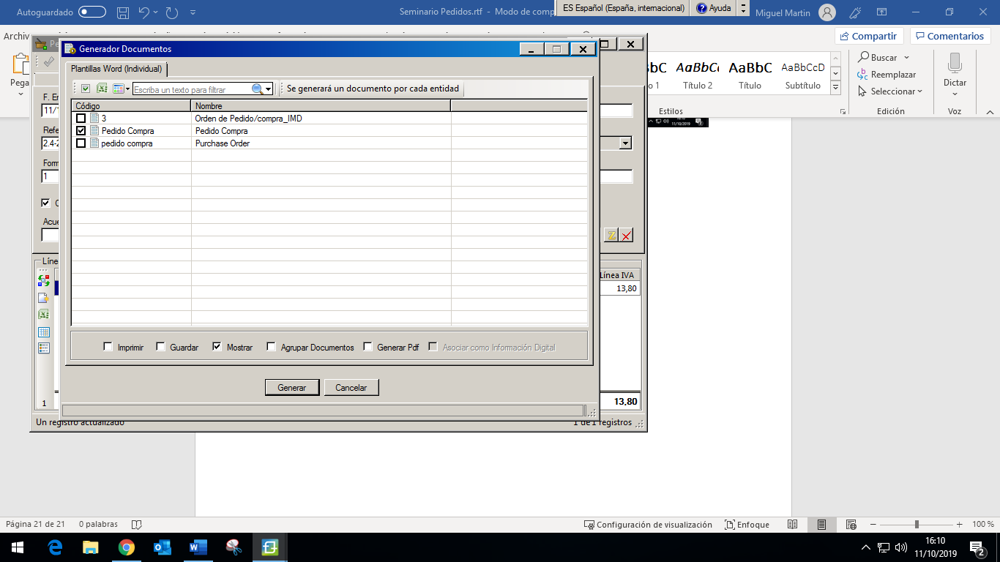 Autoguardado
Seminario Pedidos.rtf - Modo de comp
ES Español (España, internacional)
Ayuda
Miguel Martin
Archiv
Compartir
Comentarios
Generador Documentos
Plantillas Word (Individual)
Escriba un texto para filtrar
Se generará un documento por cada entidad
Código Nombre
3 Orden de Pedido/compra_IMD
Pedido Compra Pedido Compra
pedido compra Purchase Order
Imprimir Guardar Mostrar Agrupar Documentos Generar Pdf Asociar como Información Digital
Generar Cancelar
Pega
F. En
11/1
Refe
2.4-2
Form
1
Acue
Líne
1
Línea IVA
13,80
13,80
Un registro actualizado
1 de 1 registros
AaBbCc AaBbC AaBbCcD
o 1 Título 2 Título Subtítulo
Estilos
Buscar
Reemplazar
Seleccionar
Edición
Dictar
Voz
11/10/2019
Página 21 de 21 0 palabras
Configuración de visualización Enfoque
100 %
16:10
11/10/2019
2